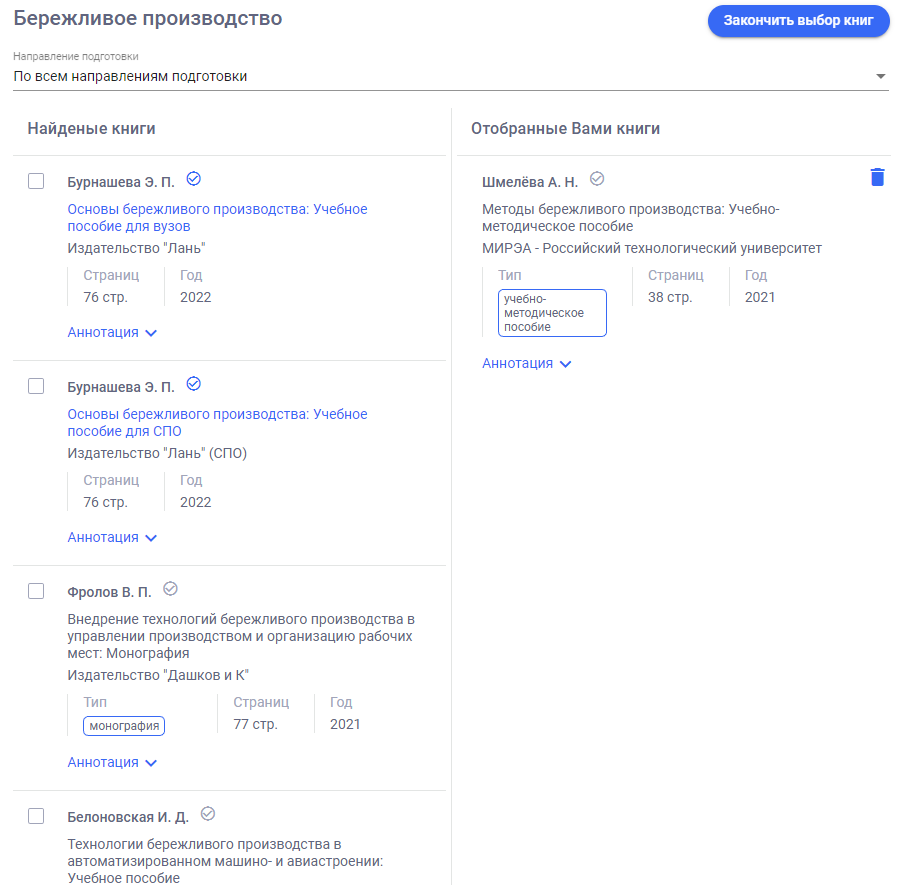 Бережливое производство
Закончить выбор книг
Направление подготовки
По всем направлениям подготовки
Найденые книги
Бурнашева Э. П.
Основы бережливого производства: Учебное
пособие для вузов
Издательство "Лань"
Страниц
Год
76 стр.
2022
Аннотация
Бурнашева Э. П.
Основы бережливого производства: Учебное
пособие для СПО
Издательство "Лань" (СПО)
Страниц
Год
76 стр.
2022
Аннотация
Фролов В. П.
Внедрение технологий бережливого производства в
управлении производством и организацию рабочих
мест: Монография
Издательство "Дашков и К"
Тип
Страниц
Год
монография
77 стр.
2021
Аннотация
Белоновская И. Д.
Технологии бережливого производства в
автоматизированном машино- и авиастроении:
Учебное пособие
Отобранные Вами книги
Шмелёва А. Н.
Методы бережливого производства: Учебно-
методическое пособие
МИРЭА - Российский технологический университет
Тип
Страниц
Год
учебно-
методическое
пособие
38 стр.
2021
Аннотация